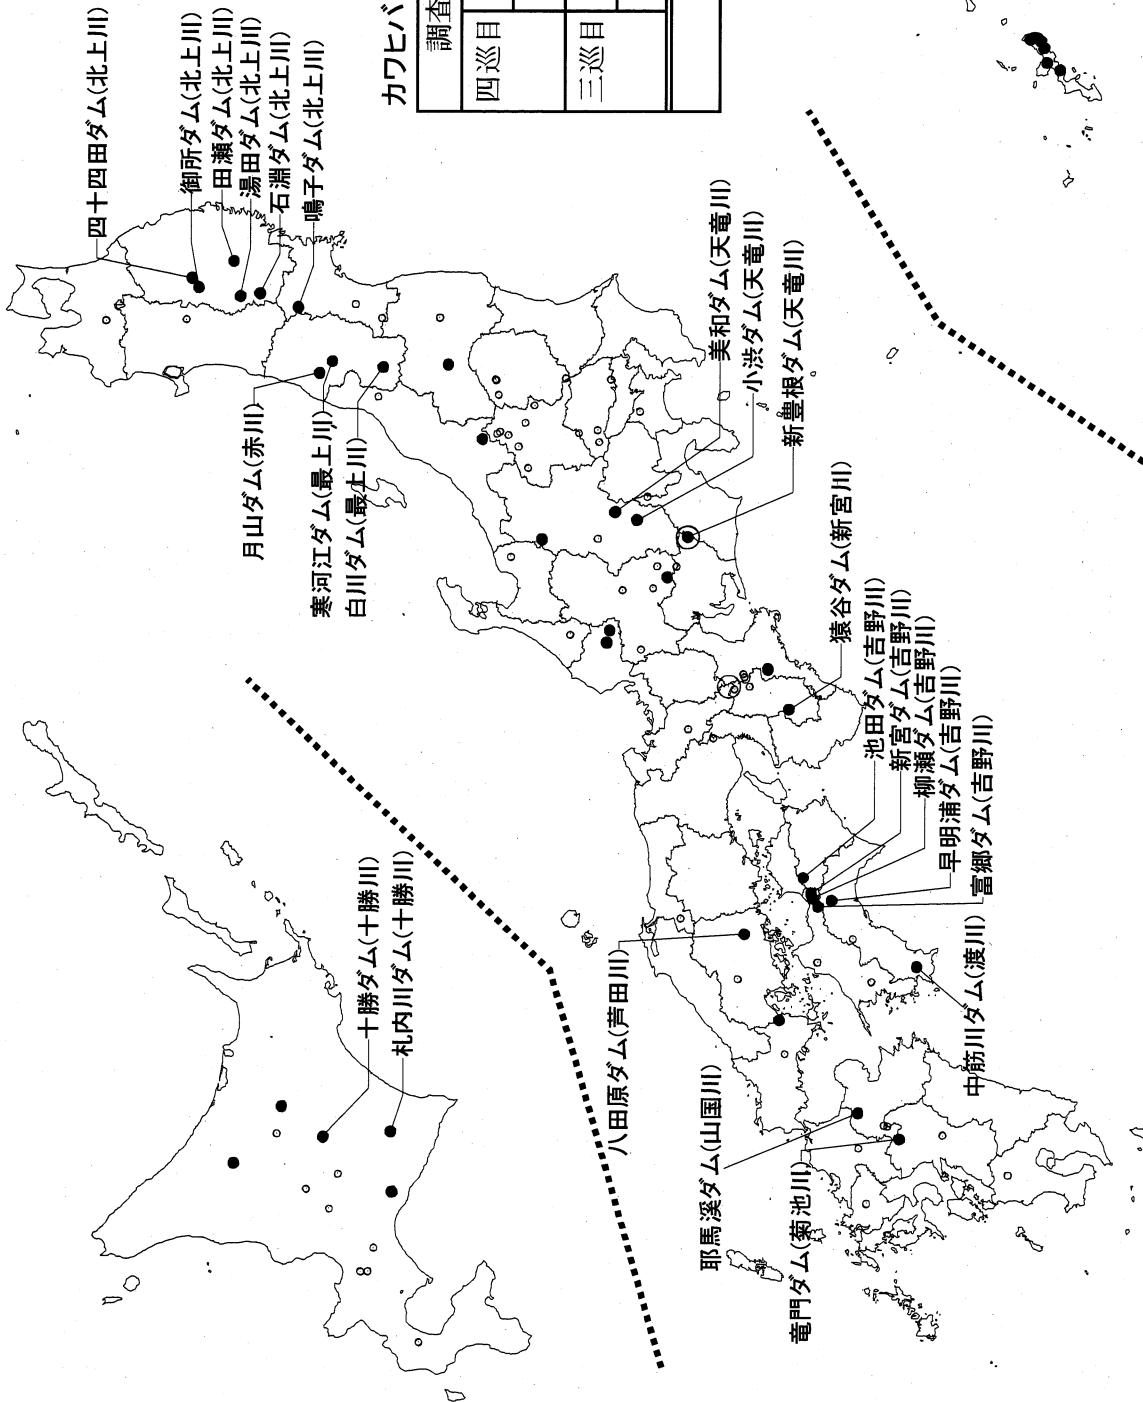 四十四田ダム(北上川)
御所ダム(北上川)
田瀬ダム(北上川)
湯田ダム(北上川)
石淵ダム(北上川)
鳴子ダム(北上川)
月山ダム(赤川)
寒河江ダム(最上川)
白川ダム(最上川)
美和ダム(天竜川)
小渋ダム(天竜川)
新豊根ダム(天竜川)
猿谷ダム(新宮川)
池田ダム(吉野川)
新宮ダム(吉野川)
柳瀬ダム(吉野川)
早明浦ダム(吉野川)
富郷ダム(吉野川)
中筋川ダム(渡川)
十勝ダム(十勝川)
札内川ダム(十勝川)
八田原ダム(芦田川)
耶馬溪ダム(山国川)
竜門ダム(菊池川)
カワヒバ
調査
四巡目
三巡目